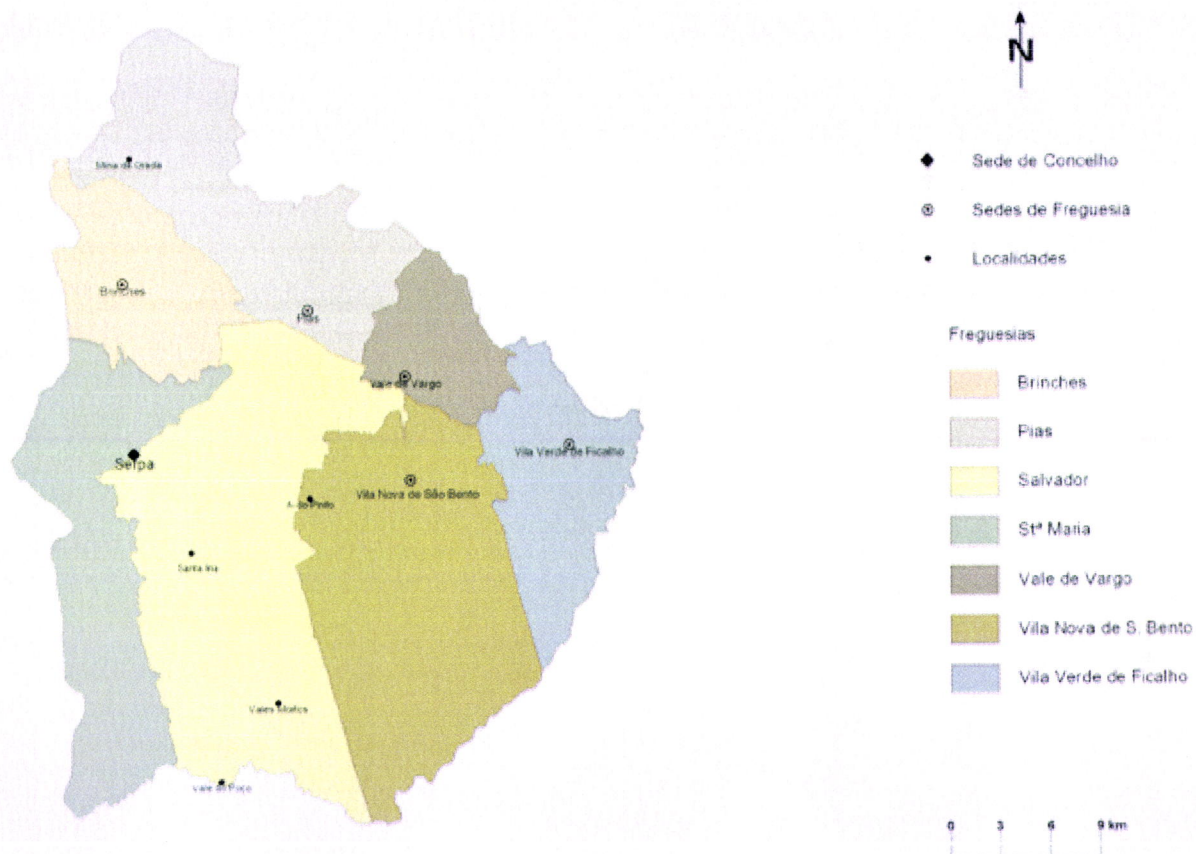 N
Sede de Concelho
Sedes de Freguesia
Localidades
Freguesias
Brinches
Pias
Salvador
Stª Maria
Vale de Vargo
Vila Nova de S. Bento
Vila Verde de Ficalho
0 3 6 9 km
Mina da Orada
Brinches
Pias
Vale de Vargo
Serpa
Vila Verde de Ficalho
Vila Nova de São Bento
A-do-Pinto
Santa Iria
Vales Mortos
Vale do Poço